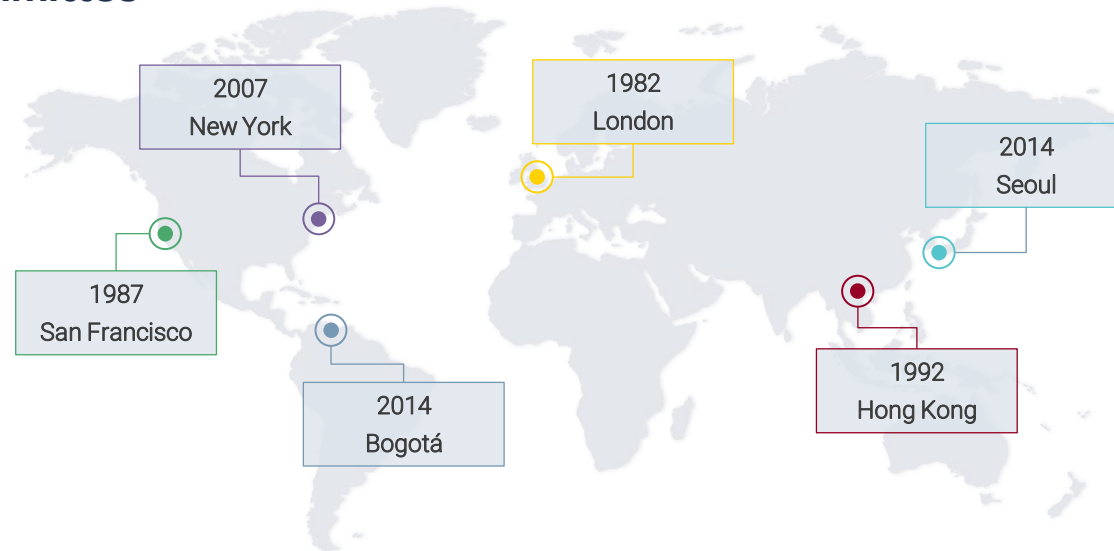 2007
New York
1982
London
2014
Seoul
1987
San Francisco
2014
Bogotá
1992
Hong Kong